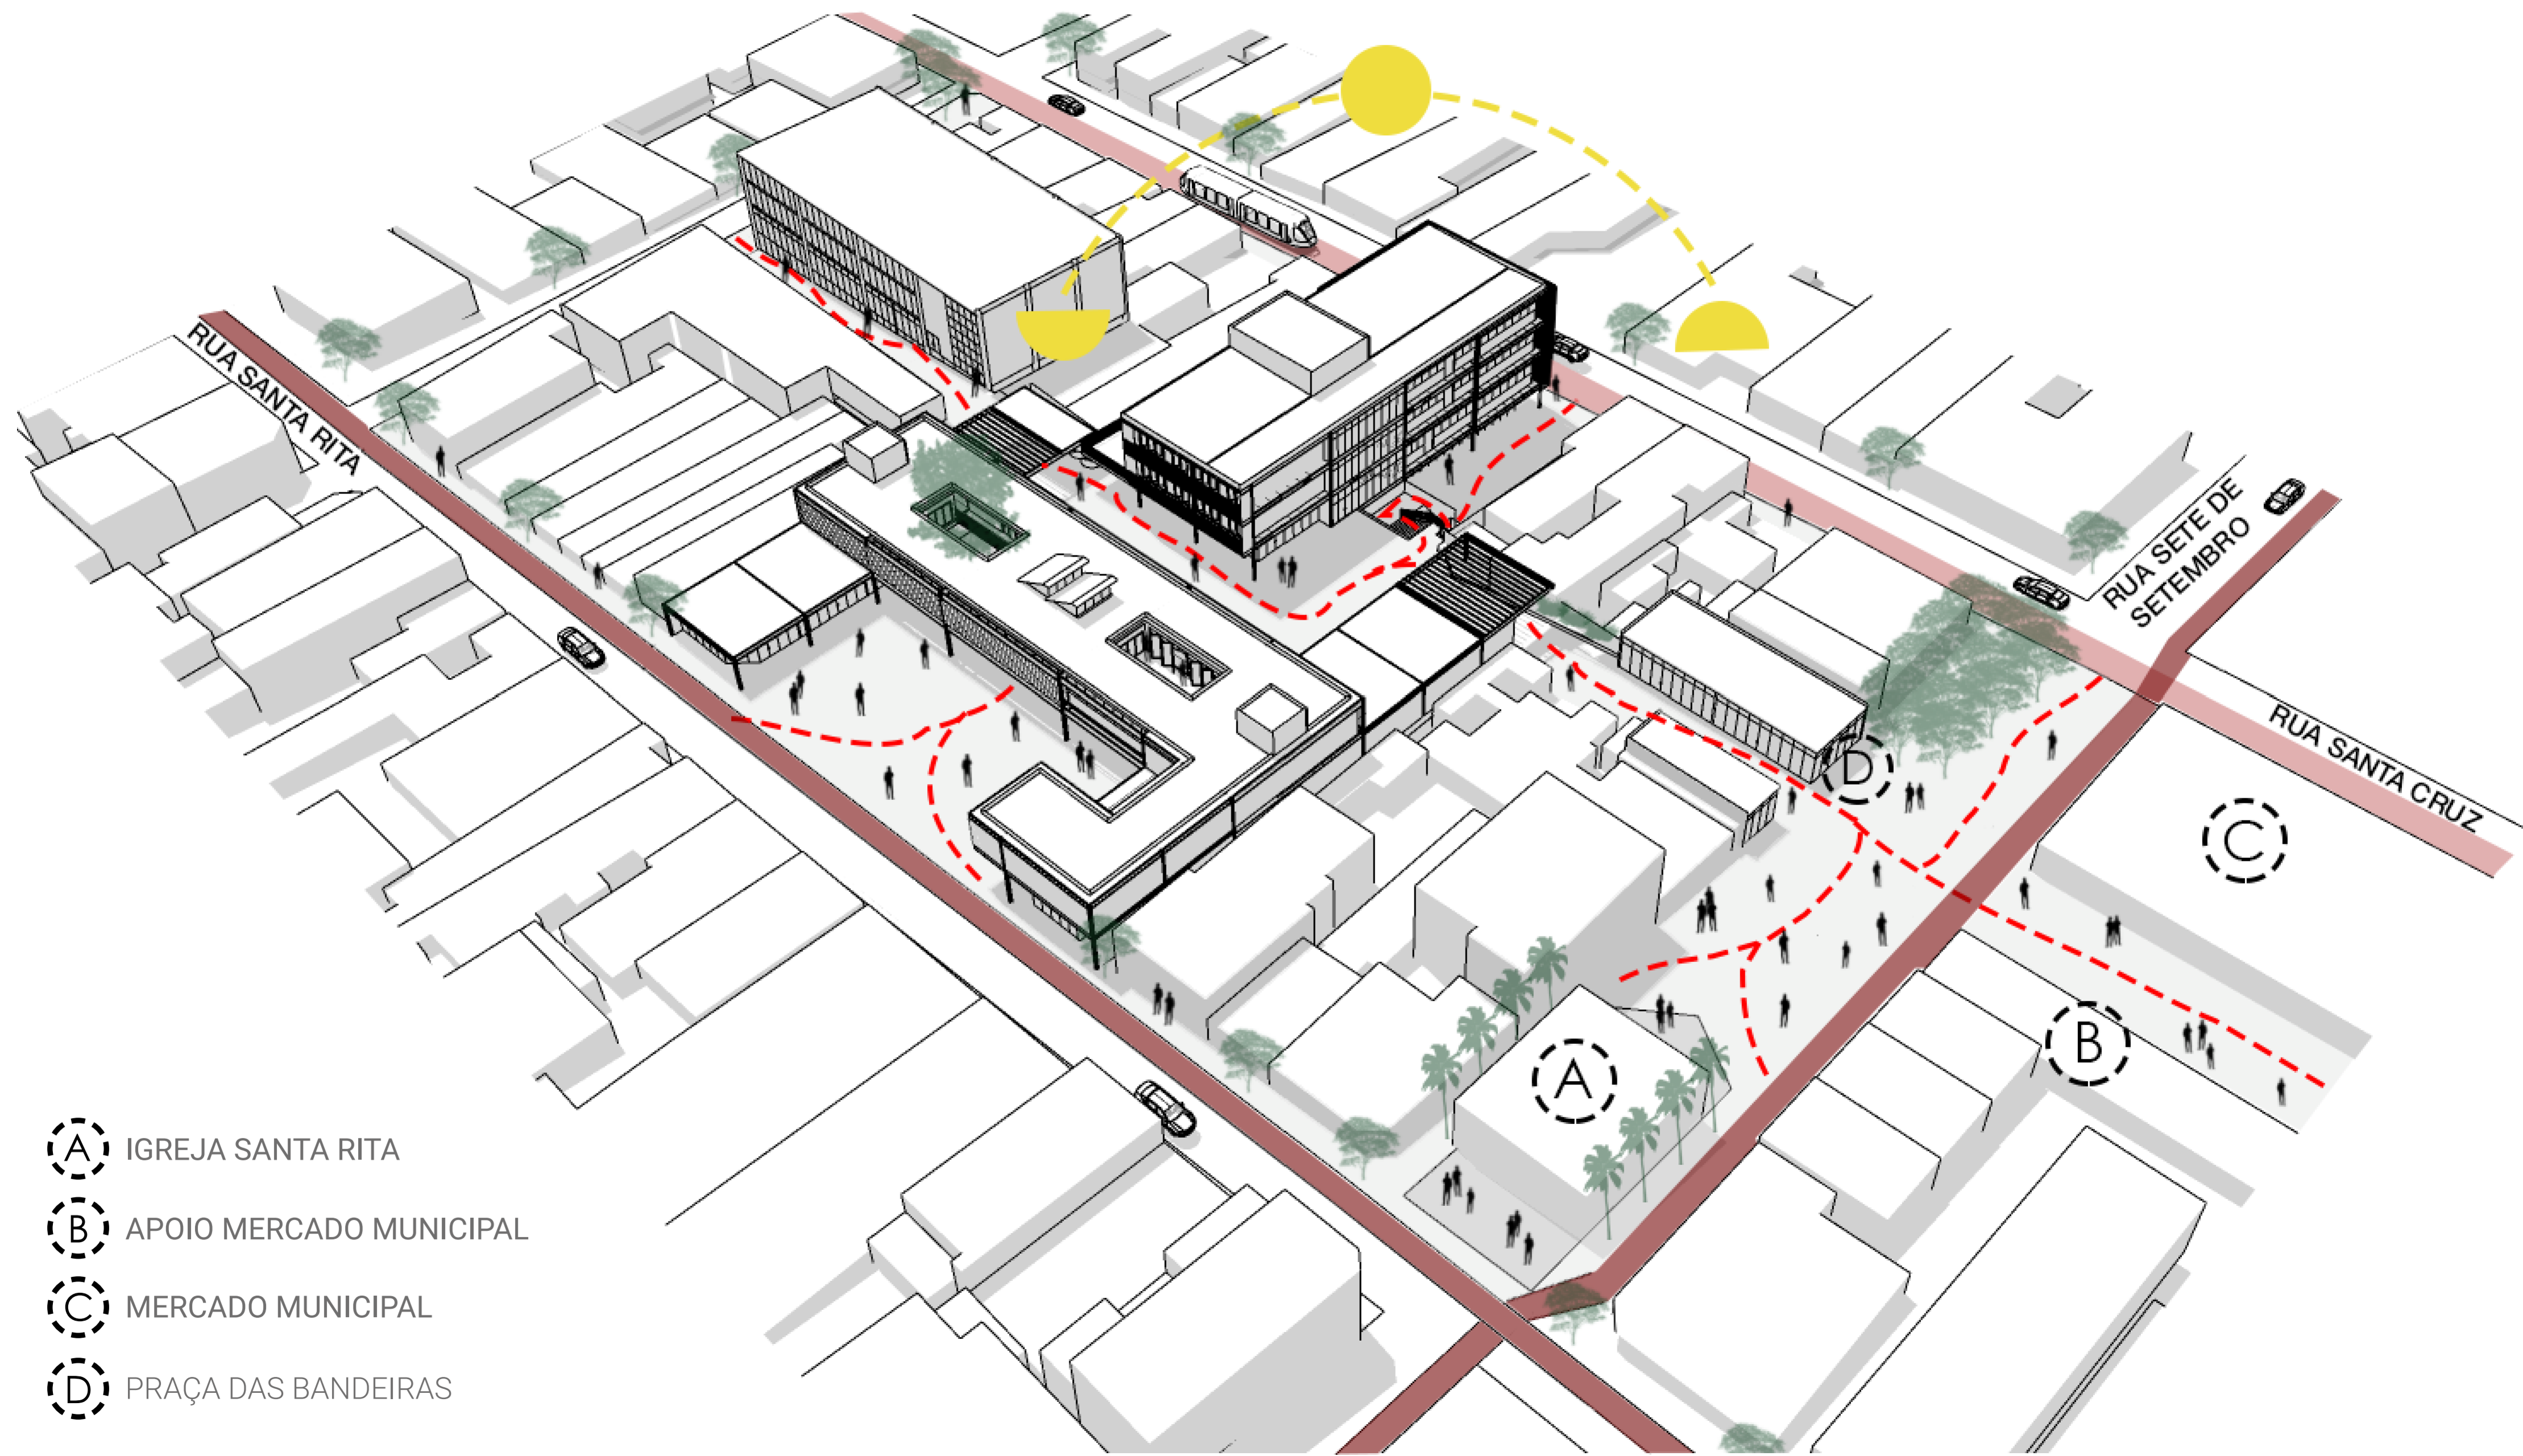 RUA SANTA RITA
RUA SETE DE
SETEMBRO
RUA SANTA CRUZ
D
C
B
A
A IGREJA SANTA RITA
B APOIO MERCADO MUNICIPAL
C MERCADO MUNICIPAL
D PRAÇA DAS BANDEIRAS